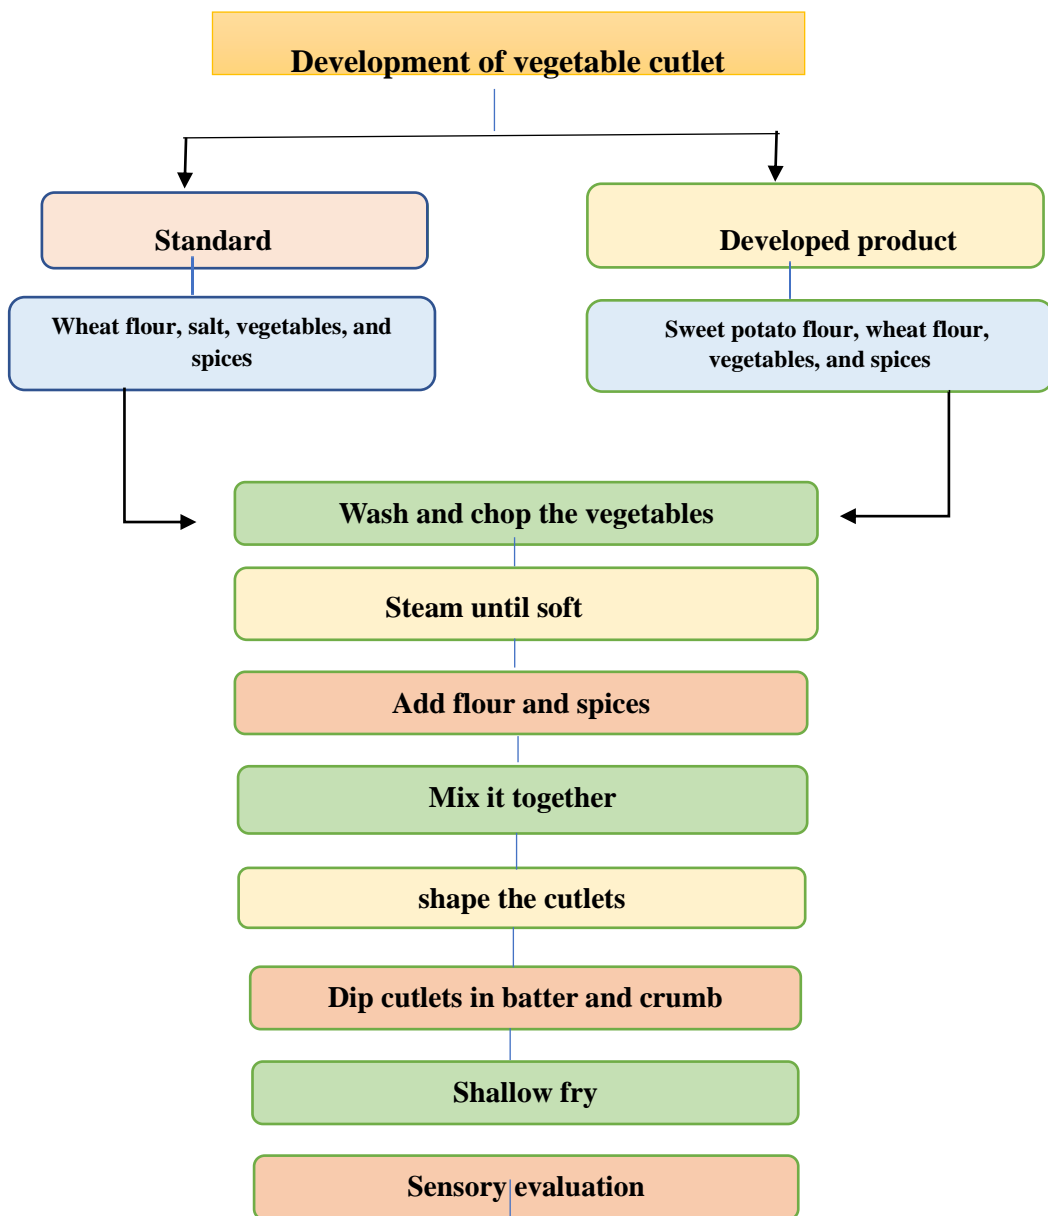 Development of vegetable cutlet
Standard
Developed product
Wheat flour, salt, vegetables, and
spices
Sweet potato flour, wheat flour,
vegetables, and spices
Wash and chop the vegetables
Steam until soft
Add flour and spices
Mix it together
shape the cutlets
Dip cutlets in batter and crumb
Shallow fry
Sensory evaluation